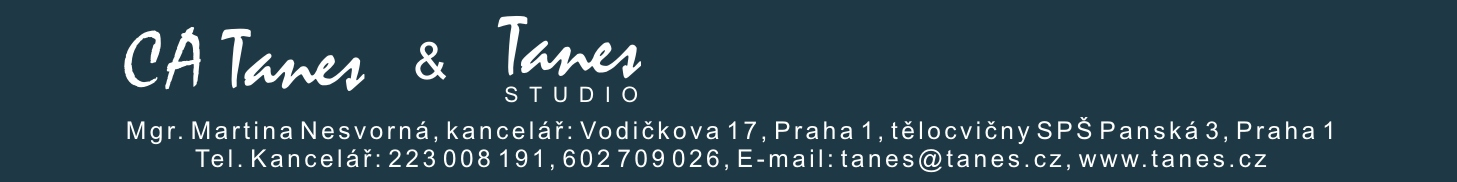 CA Tanes & Tanes
STUDIO
Mgr. Martina Nesvorná, kancelář: Vodičkova 17, Praha 1, tělocvičny SPŠ Panská 3, Praha 1
Tel. Kancelář: 223 008 191, 602 709 026, E-mail: tanes@tanes.cz, www.tanes.cz